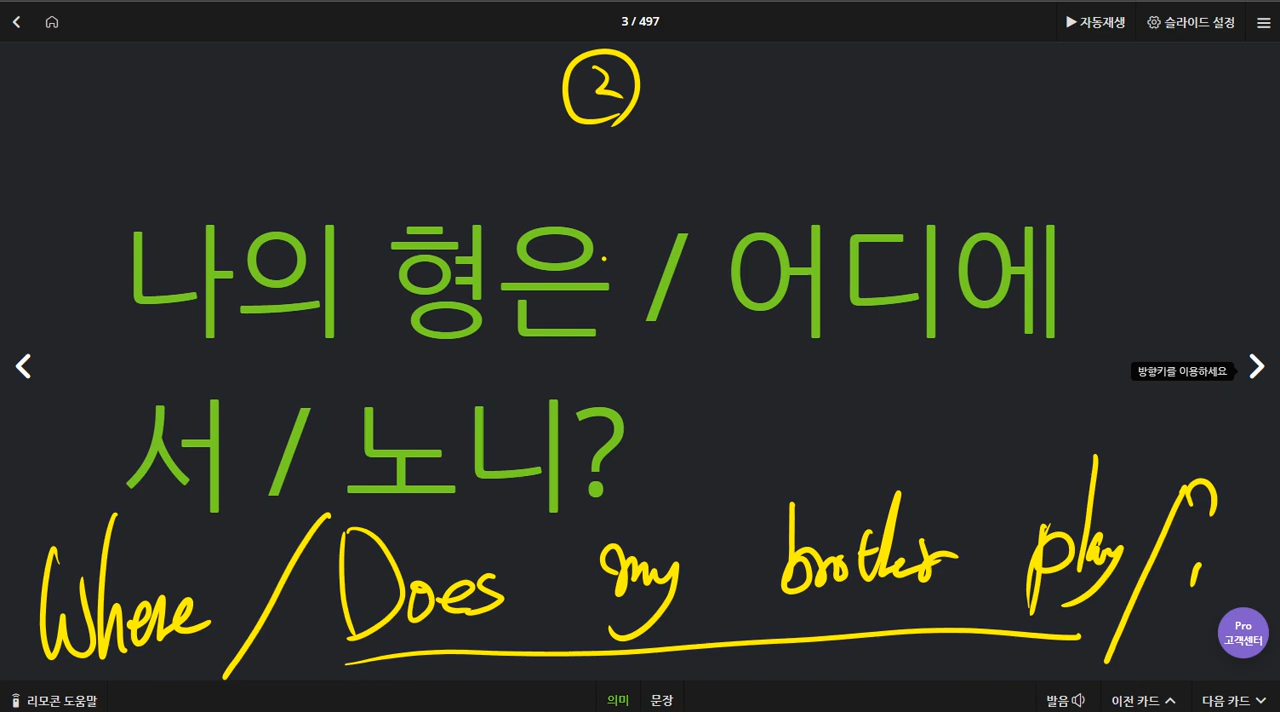 3 / 497
자동재생
슬라이드 설정
2
나의 형은 / 어디에
서 / 노니?
방향키를 이용하세요
Where / Does my brother play / ?
Pro
고객센터
리모콘 도움말
의미
문장
발음
이전 카드
다음 카드